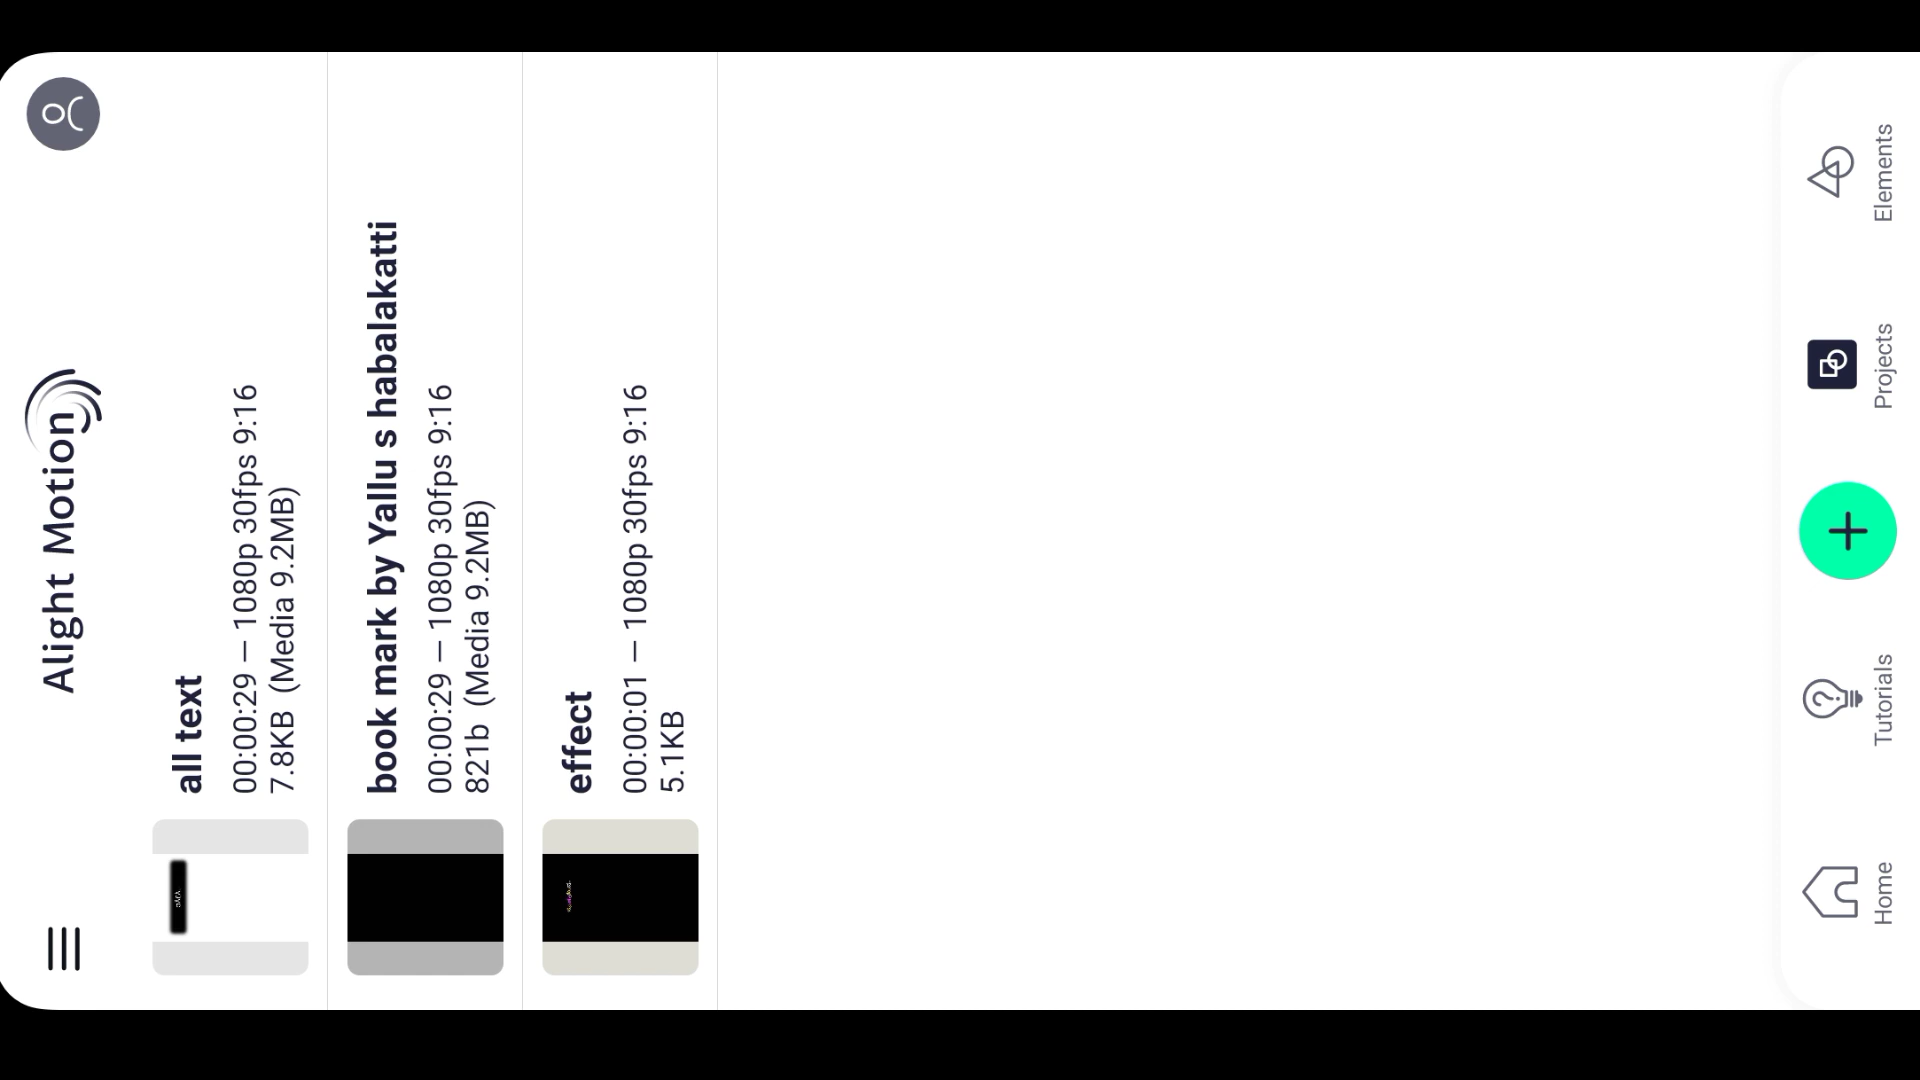 Alight Motion
all text
00:00:29 — 1080p 30fps 9:16
7.8KB (Media 9.2MB)
book mark by Yallu s habalakatti
00:00:29 — 1080p 30fps 9:16
821b (Media 9.2MB)
effect
00:00:01 — 1080p 30fps 9:16
5.1KB
Home
Tutorials
Projects
Elements